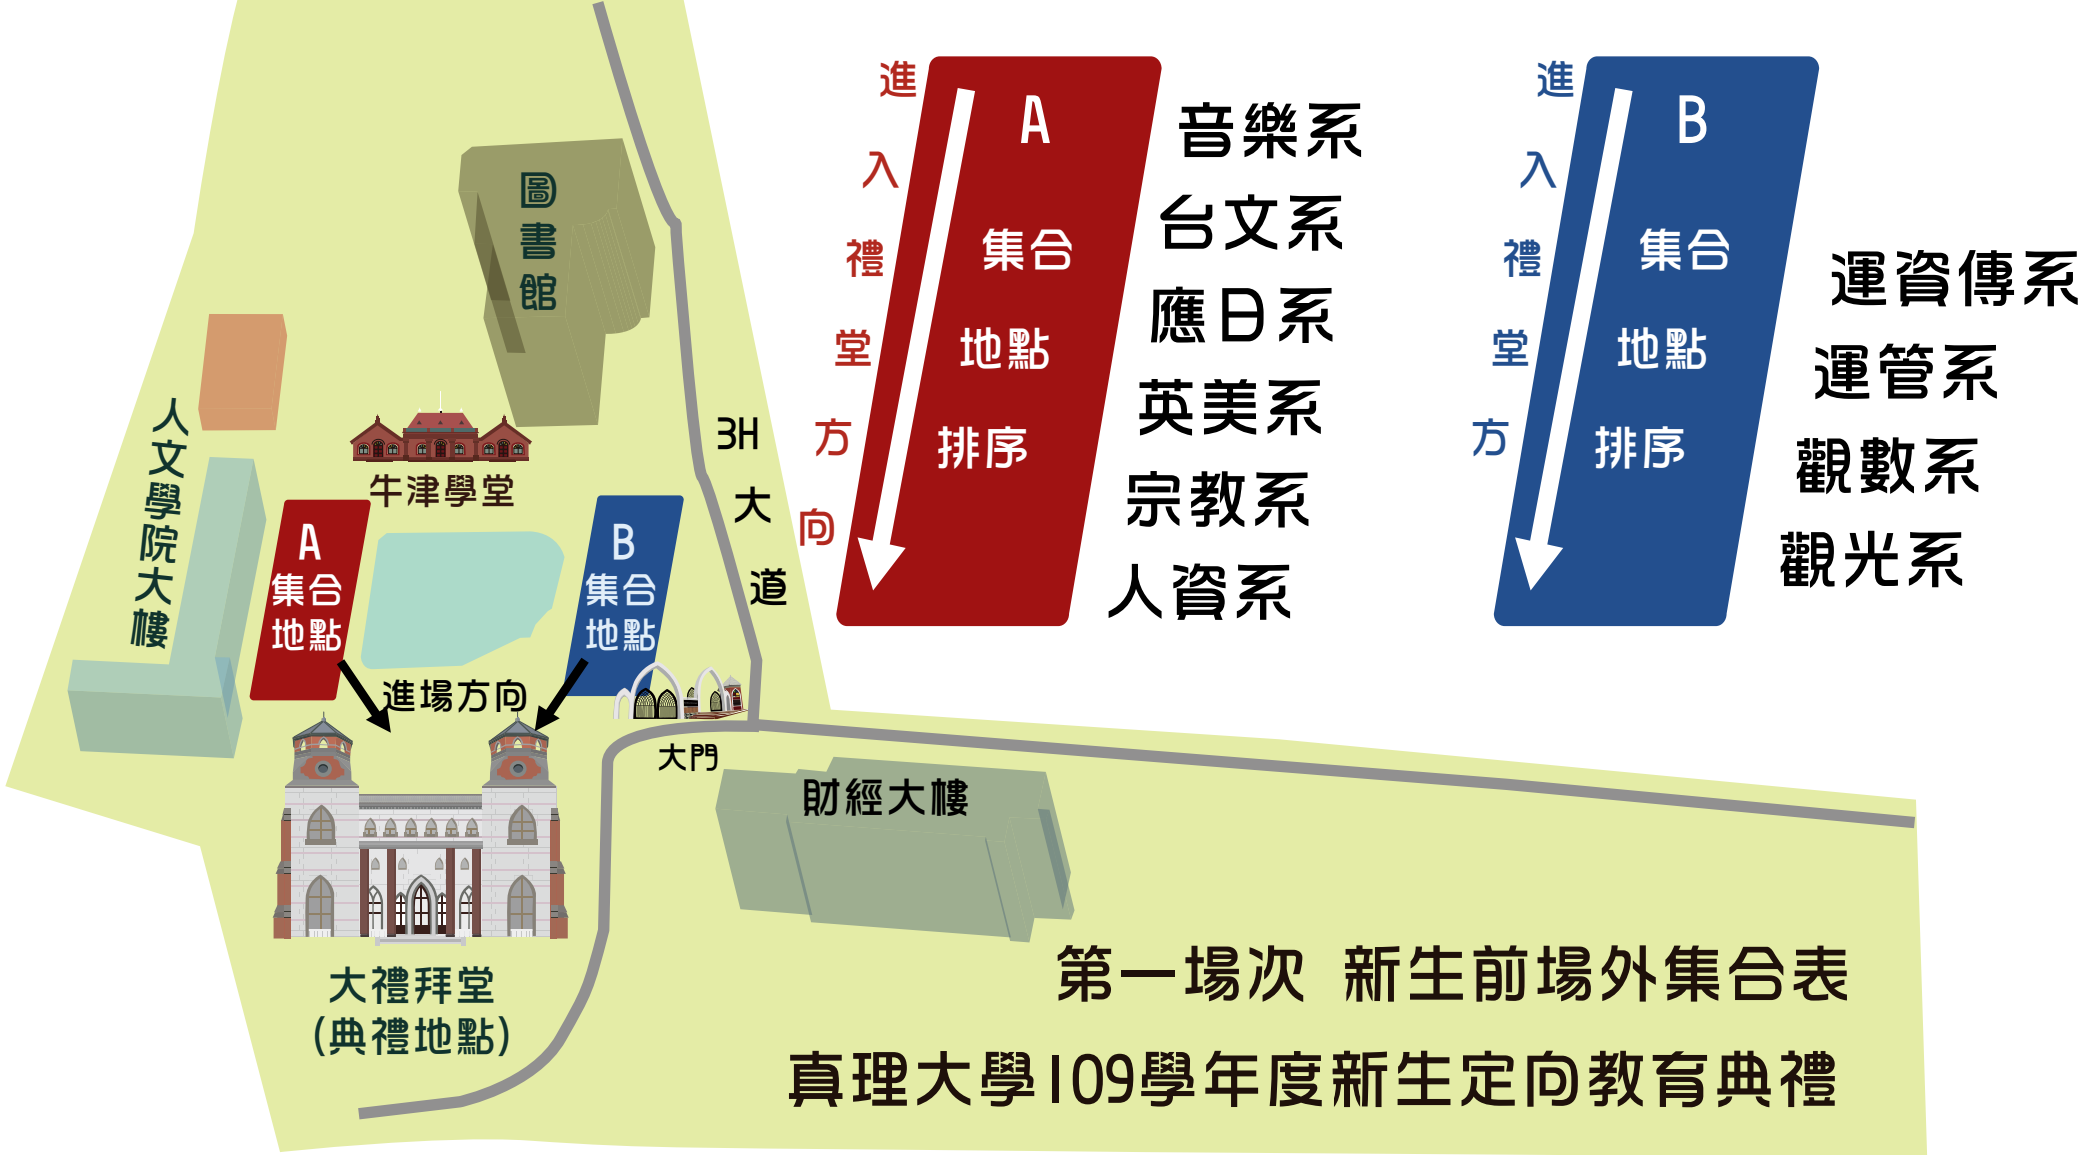 圖書館
人文學院大樓
牛津學堂
A
集合
地點
B
集合
地點
進場方向
3H大道
大門
財經大樓
大禮拜堂
(典禮地點)
進入禮堂方向
A
集合
地點
排序
音樂系
台文系
應日系
英美系
宗教系
人資系
進入禮堂方
B
集合
地點
排序
運資傳系
運管系
觀數系
觀光系
第一場次 新生前場外集合表
真理大學109學年度新生定向教育典禮